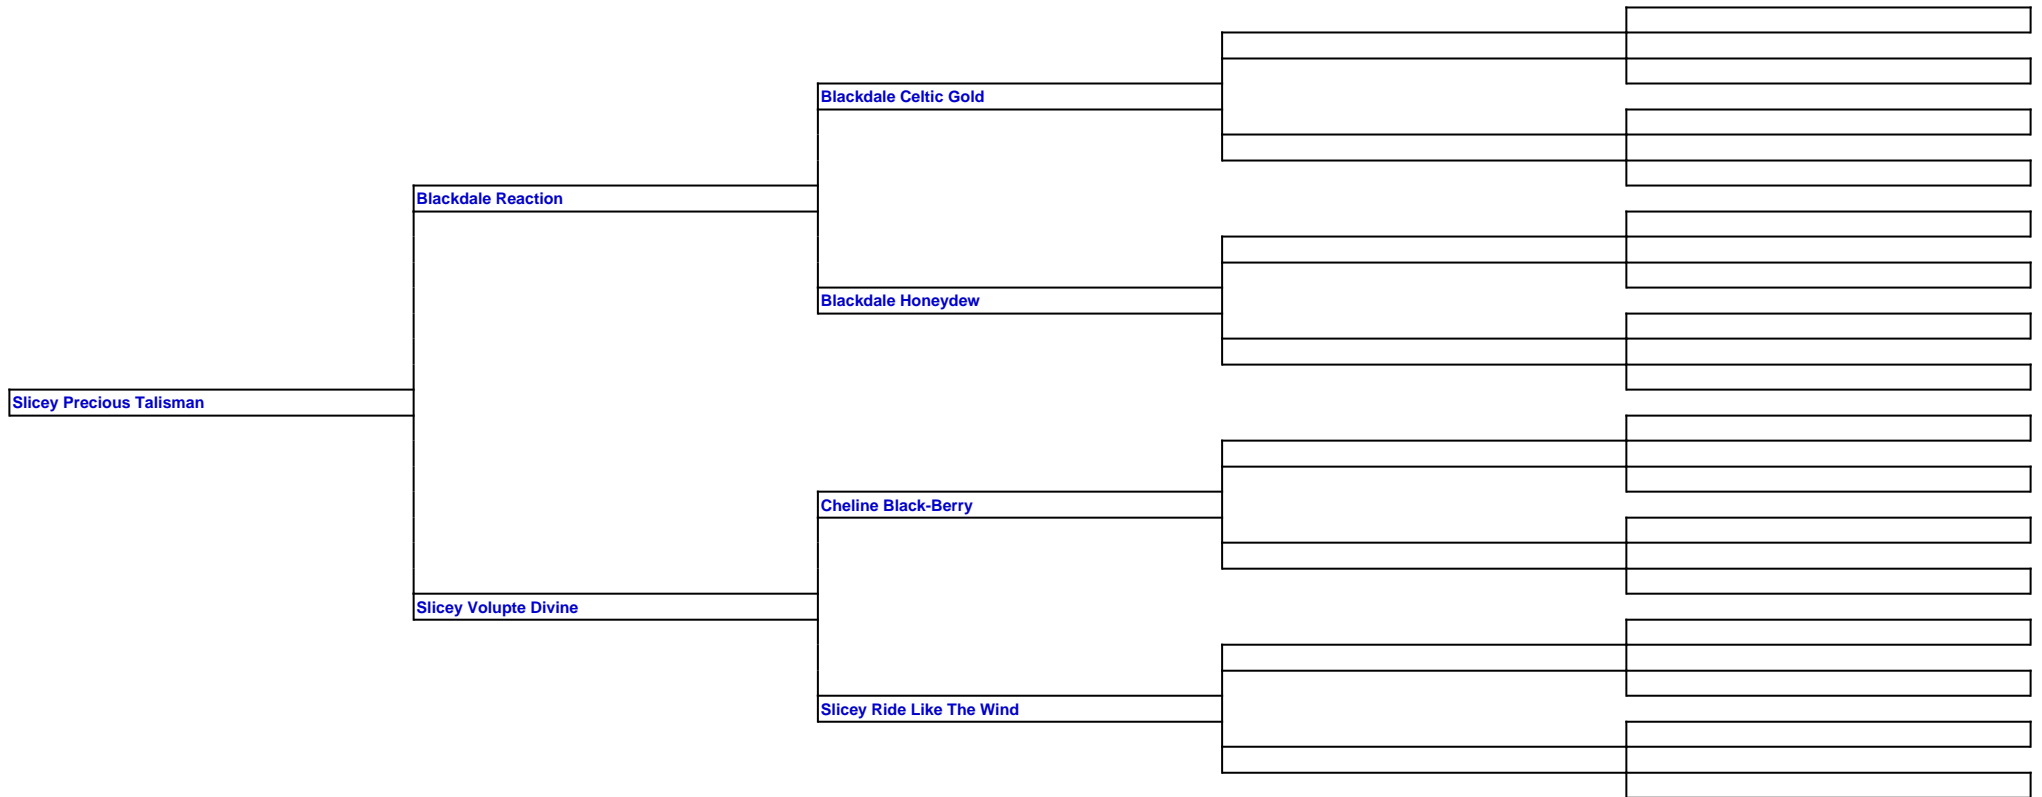 Blackdale Celtic Gold
Blackdale Reaction
Blackdale Honeydew
Slicey Precious Talisman
Cheline Black-Berry
Slicey Volupte Divine
Slicey Ride Like The Wind